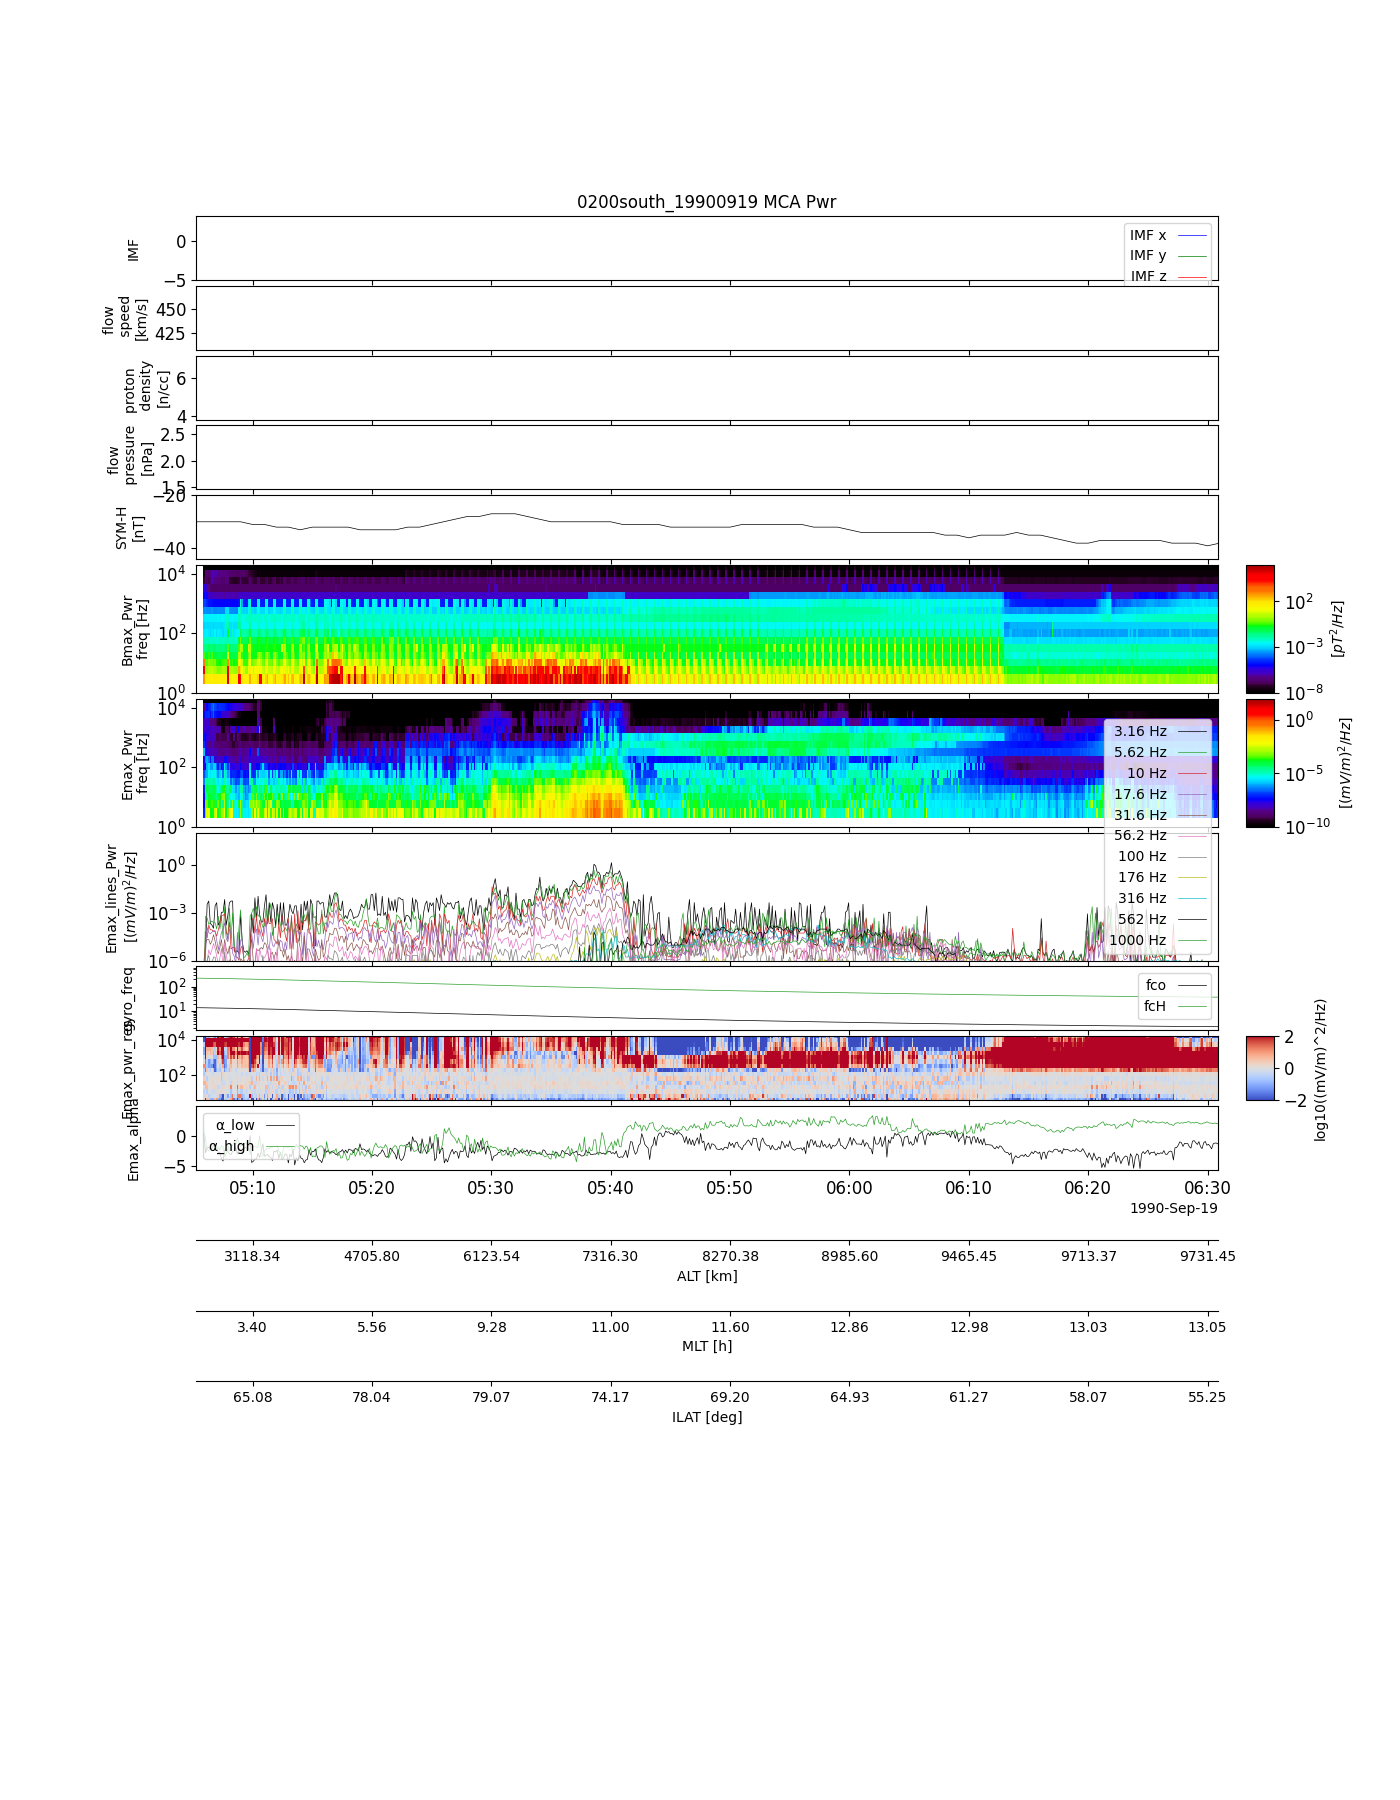 0200south_19900919 MCA Pwr
IMF
0
−5
IMF x
IMF y
IMF z
flow
speed
[km/s]
450
425
proton
density
[n/cc]
6
4
flow
pressure
[nPa]
2.5
2.0
1.5
SYM-H
[nT]
−20
−40
Bmax_Pwr
freq [Hz]
10^4
10^2
10^0
10^2
10^-3
10^-8
[pT^2/Hz]
Emax_Pwr
freq [Hz]
10^4
10^2
10^0
10^0
10^-5
10^-10
[(mV/m)^2/Hz]
3.16 Hz
5.62 Hz
10 Hz
17.6 Hz
31.6 Hz
56.2 Hz
100 Hz
176 Hz
316 Hz
562 Hz
1000 Hz
Emax_lines_Pwr
[(mV/m)^2/Hz]
10^0
10^-3
10^-6
gyro_freq
10^2
10^1
fco
fcH
Emax_pwr_reg
10^4
10^2
2
0
−2
log10((mV/m)^2/Hz)
Emax_alpha
0
−5
α_low
α_high
05:10 05:20 05:30 05:40 05:50 06:00 06:10 06:20 06:30
1990-Sep-19
3118.34 4705.80 6123.54 7316.30 8270.38 8985.60 9465.45 9713.37 9731.45
ALT [km]
3.40 5.56 9.28 11.00 11.60 12.86 12.98 13.03 13.05
MLT [h]
65.08 78.04 79.07 74.17 69.20 64.93 61.27 58.07 55.25
ILAT [deg]